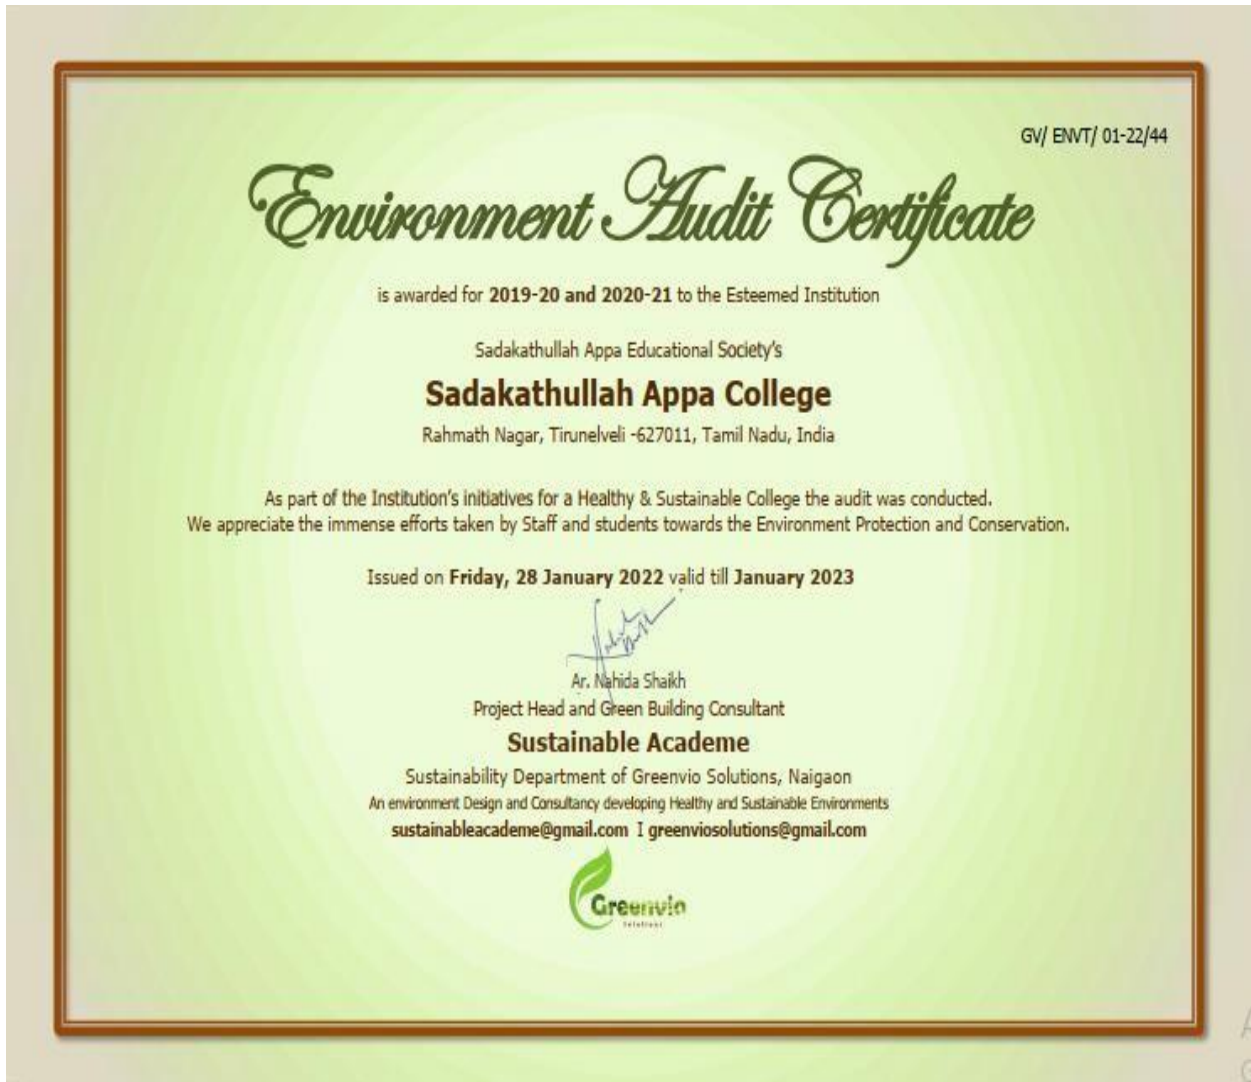 GV/ ENVT/ 01-22/44
Environment Audit Certificate
is awarded for 2019-20 and 2020-21 to the Esteemed Institution
Sadakathullah Appa Educational Society's
Sadakathullah Appa College
Rahmath Nagar, Tirunelveli -627011, Tamil Nadu, India
As part of the Institution's initiatives for a Healthy & Sustainable College the audit was conducted.
We appreciate the immense efforts taken by Staff and students towards the Environment Protection and Conservation.
Issued on Friday, 28 January 2022 valid till January 2023
Ar. Nahida Shaikh
Project Head and Green Building Consultant
Sustainable Academe
Sustainability Department of Greenvio Solutions, Naigaon
An environment Design and Consultancy developing Healthy and Sustainable Environments
sustainableacademe@gmail.com I greenviosolutions@gmail.com
Greenvio
Solutions